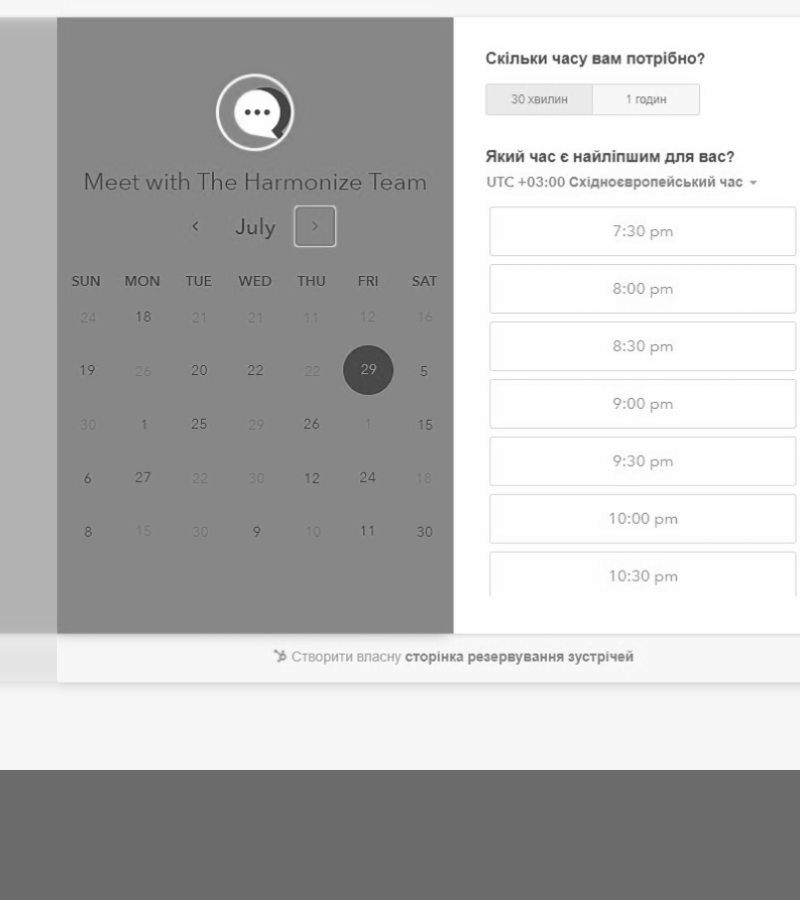 Meet with The Harmonize Team
July
SUN MON TUE WED THU FRI SAT
24 18 21 21 11 12 16
19 26 20 22 22 29 5
30 1 25 29 26 1 15
6 27 22 30 12 24 18
8 15 30 9 10 11 30
Скільки часу вам потрібно?
30 хвилин 1 годин
Який час є найліпшим для вас?
UTC +03:00 Східноєвропейський час
7:30 pm
8:00 pm
8:30 pm
9:00 pm
9:30 pm
10:00 pm
10:30 pm
Створити власну сторінка резервування зустрічей